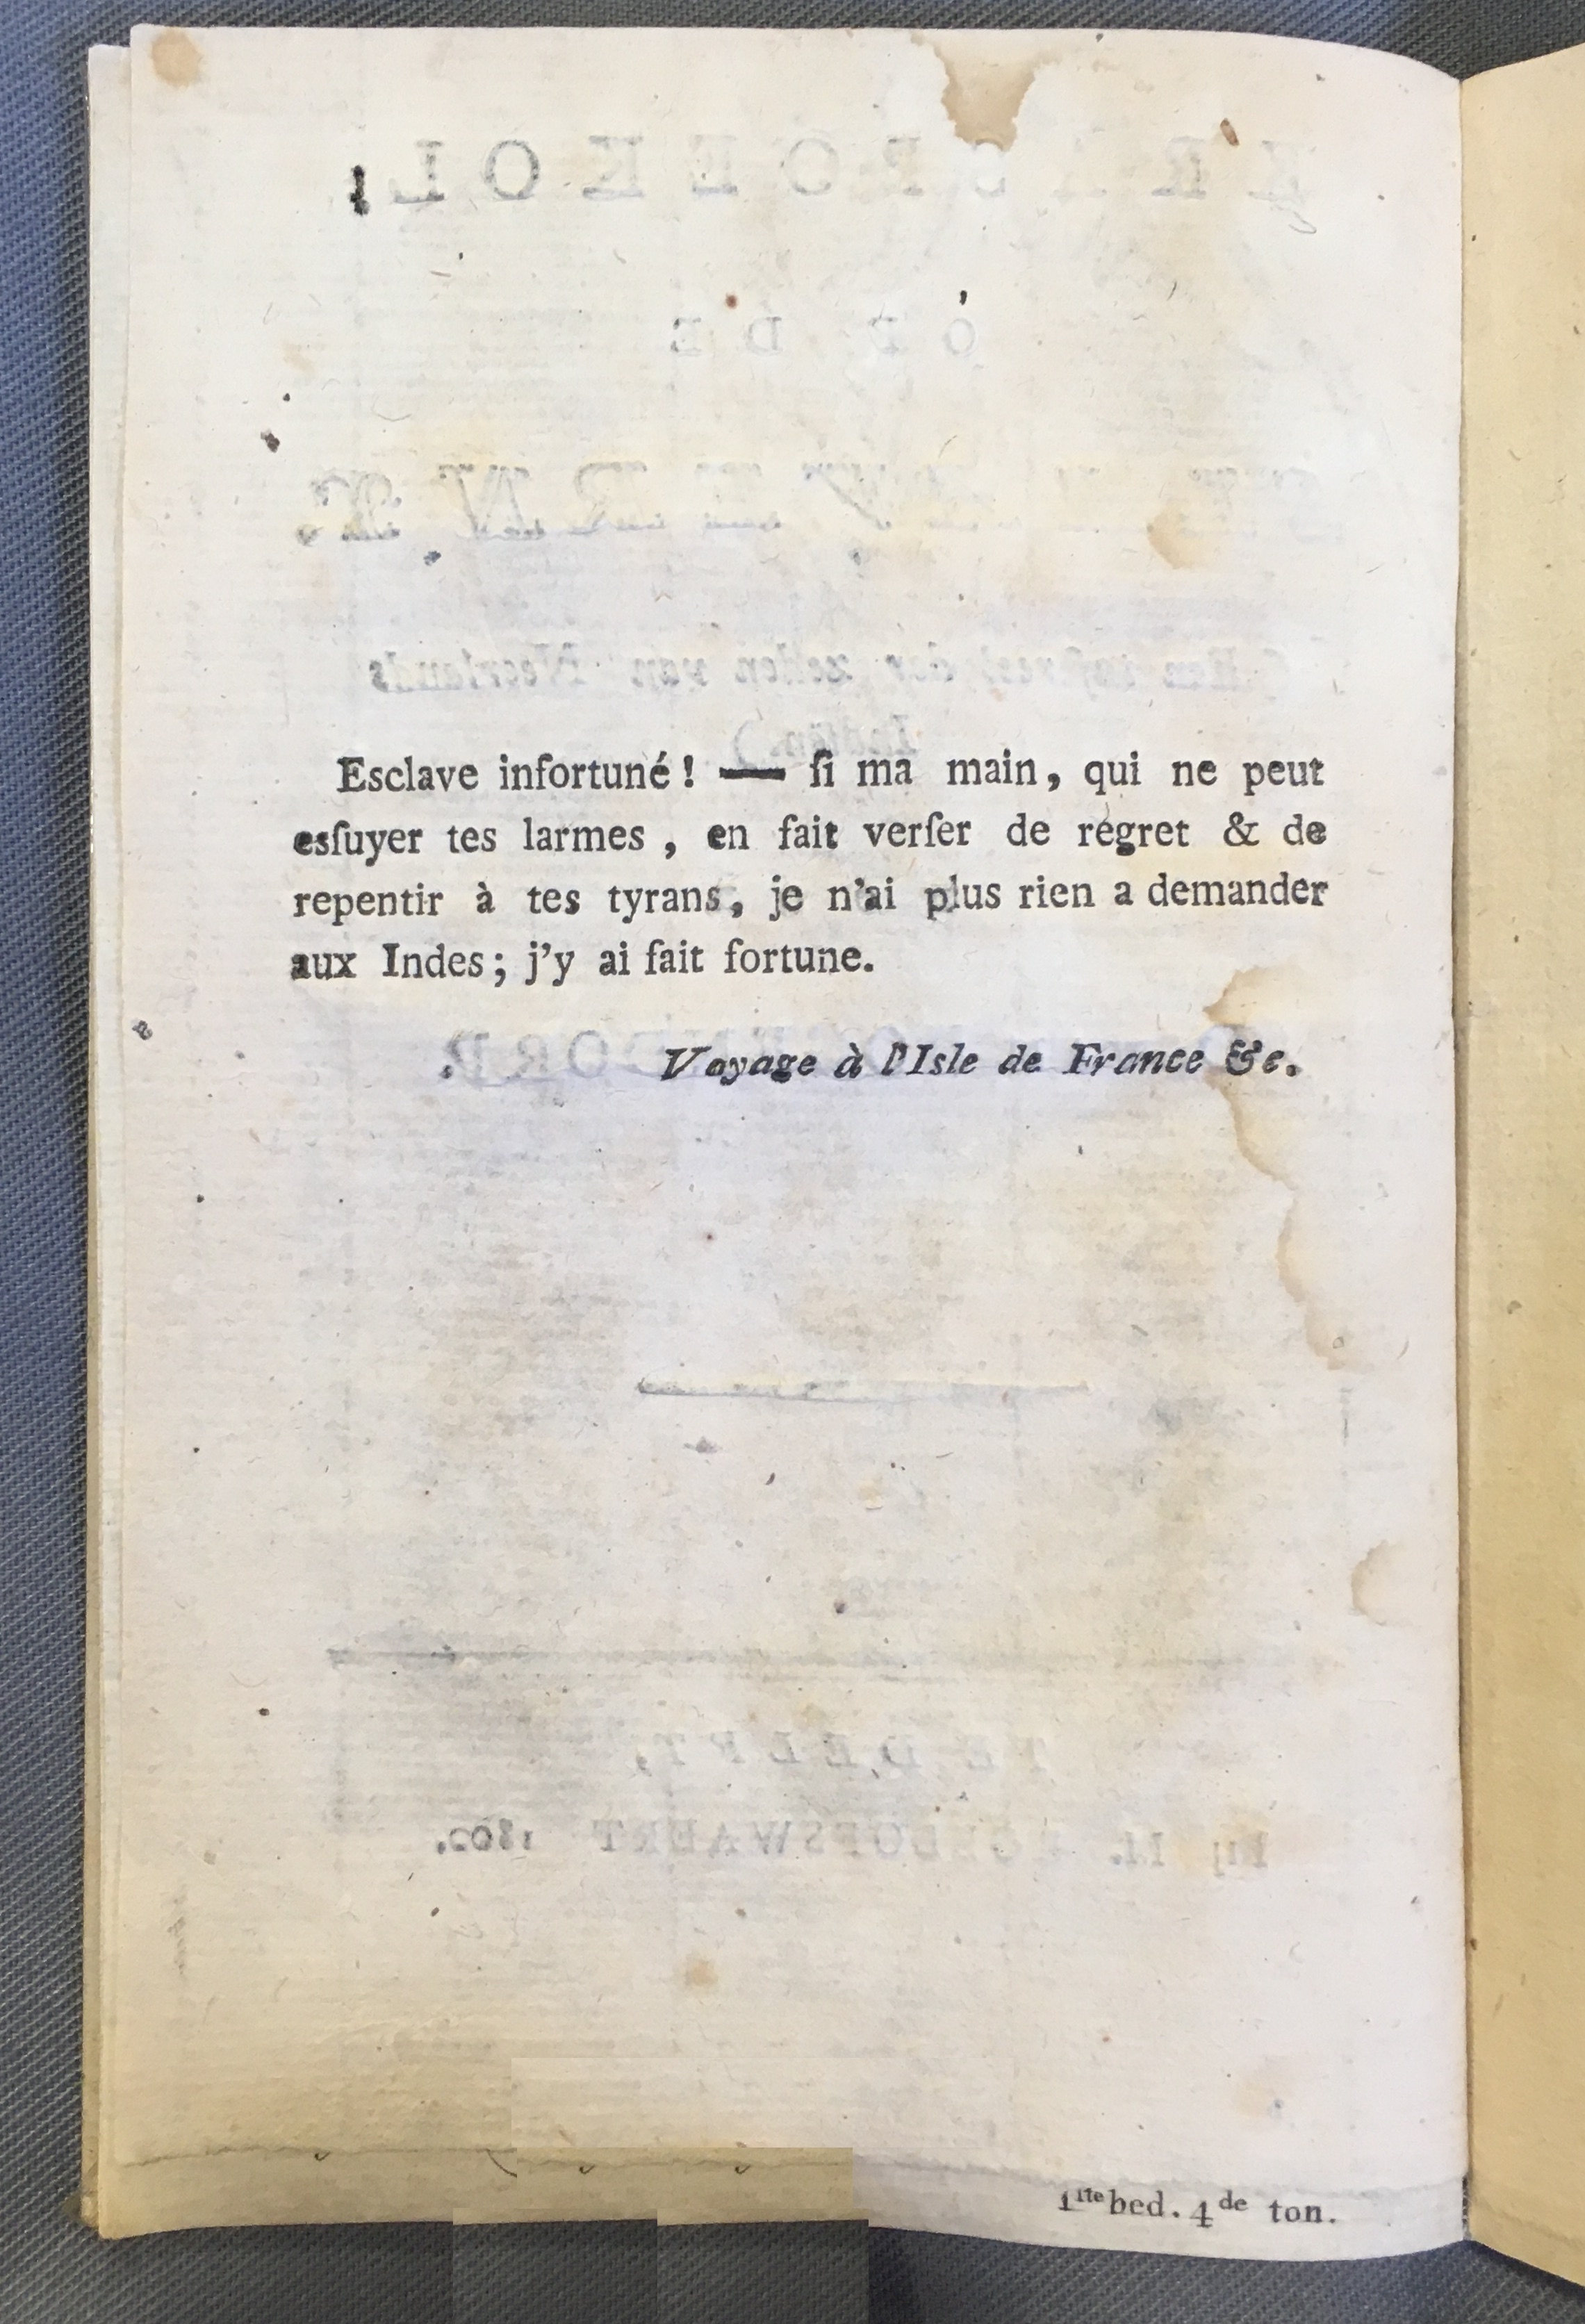 Esclave infortuné! — ſi ma main, qui ne peut
esſuyer tes larmes, en fait verſer de regret & de
repentir à tes tyrans, je n'ai plus rien a demander
aux Indes; j'y ai fait fortune.
Voyage à l'Isle de France &c.
1ste bed. 4de ton.